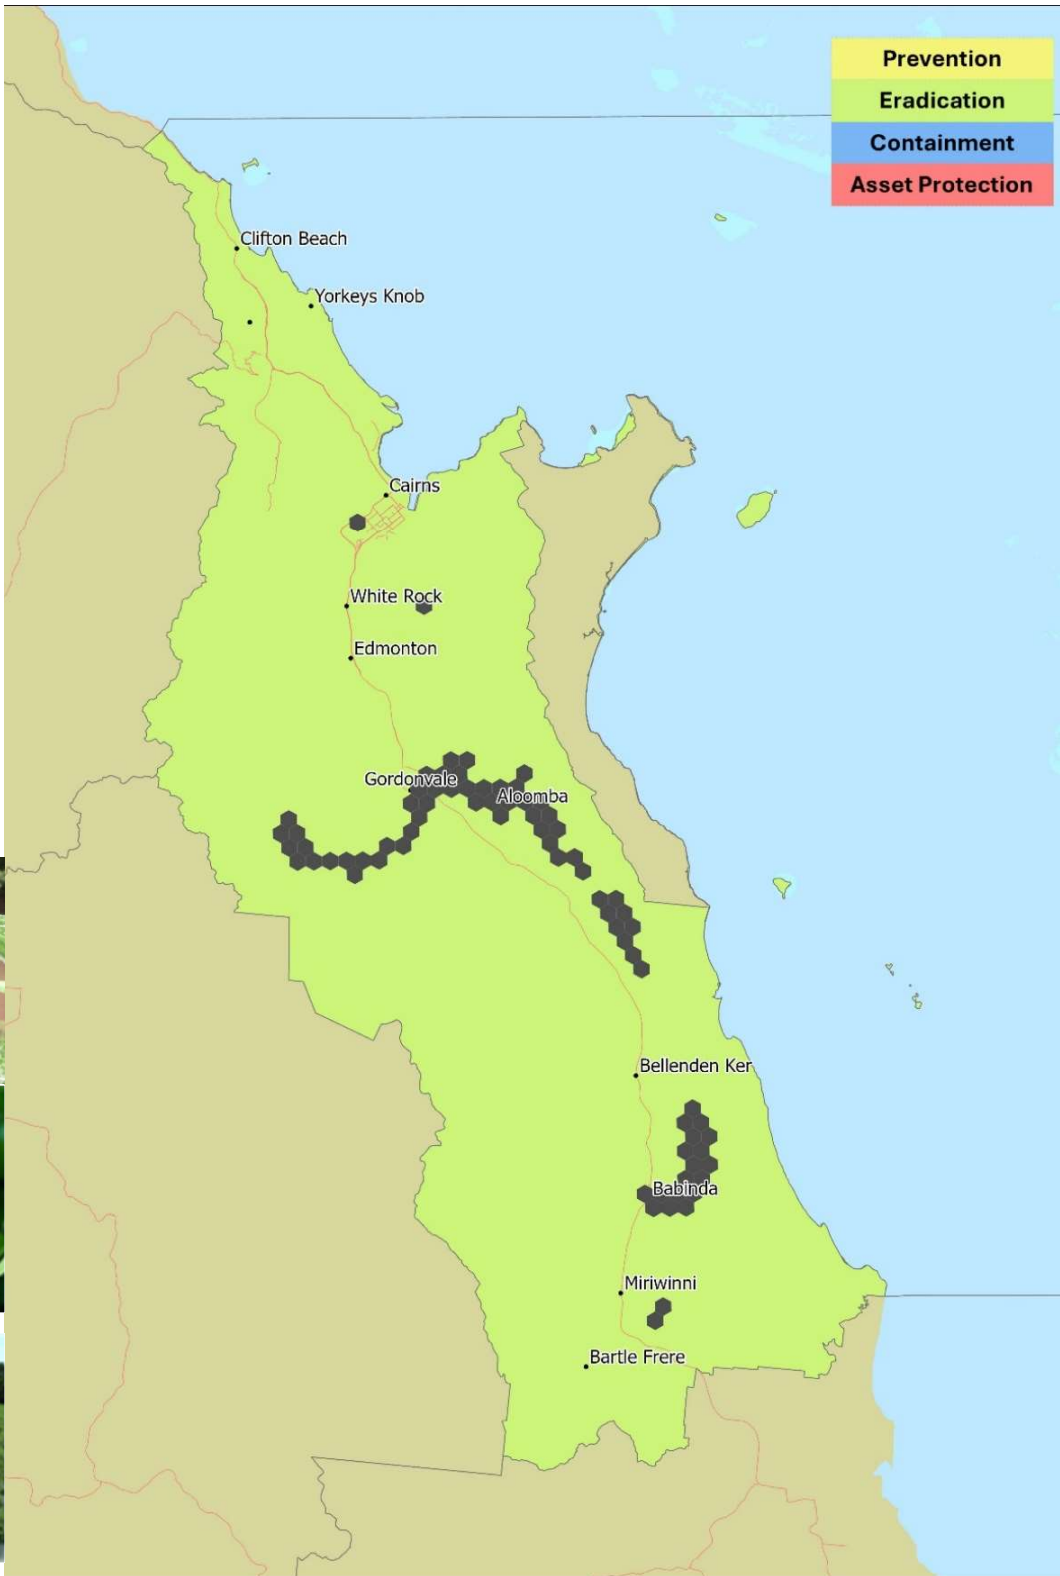 Prevention
Eradication
Containment
Asset Protection
Clifton Beach
Yorkeys Knob
Cairns
White Rock
Edmonton
Gordonvale
Aloomba
Bellenden Ker
Babinda
Miriwinni
Bartle Frere